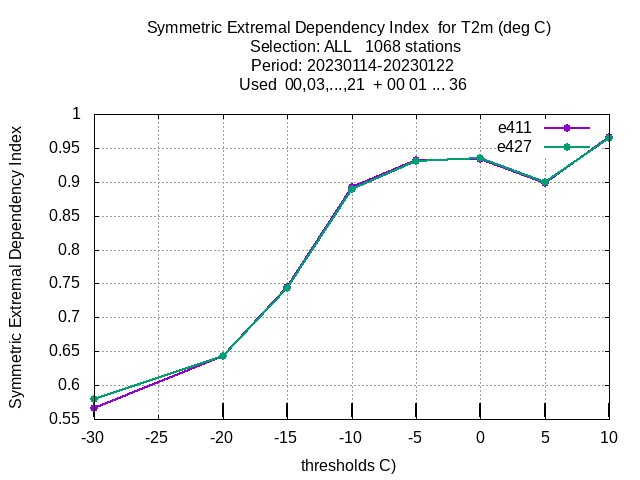 Symmetric Extremal Dependency Index  for T2m (deg C)
Selection: ALL   1068 stations
Period: 20230114-20230122
Used  00,03,...,21  + 00 01 ... 36
Symmetric Extremal Dependency Index
1
0.95
0.9
0.85
0.8
0.75
0.7
0.65
0.6
0.55
e411
e427
-30 -25 -20 -15 -10 -5 0 5 10
thresholds C)